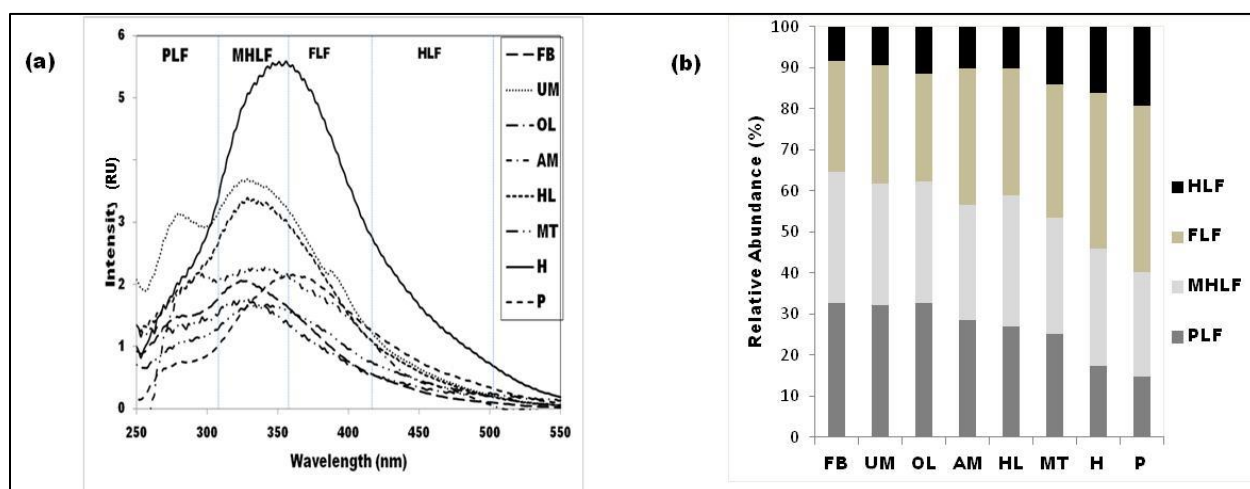 (a)
6
5
4
3
2
1
0
Intensity (RU)
PLF MHLF FLF HLF
FB
UM
OL
AM
HL
MT
H
P
250 300 350 400 450 500 550
Wavelength (nm)
(b)
100
90
80
70
60
50
40
30
20
10
0
Relative Abundance (%)
FB UM OL AM HL MT H P
HLF
FLF
MHLF
PLF